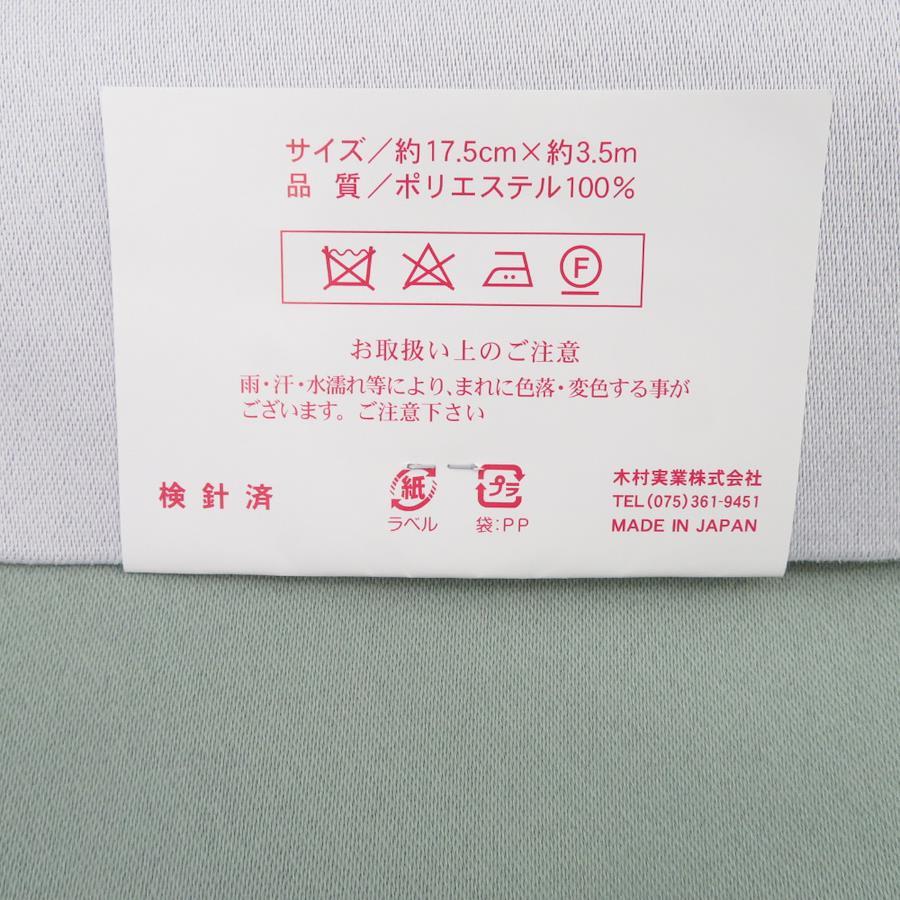 サイズ／約17.5cm×約3.5m
品 質／ポリエステル100%
F
お取扱い上のご注意
雨・汗・水濡れ等により、まれに色落・変色する事が
ございます。ご注意下さい
検針済
紙
ラベル
プラ
袋:PP
木村実業株式会社
TEL(075)361-9451
MADE IN JAPAN